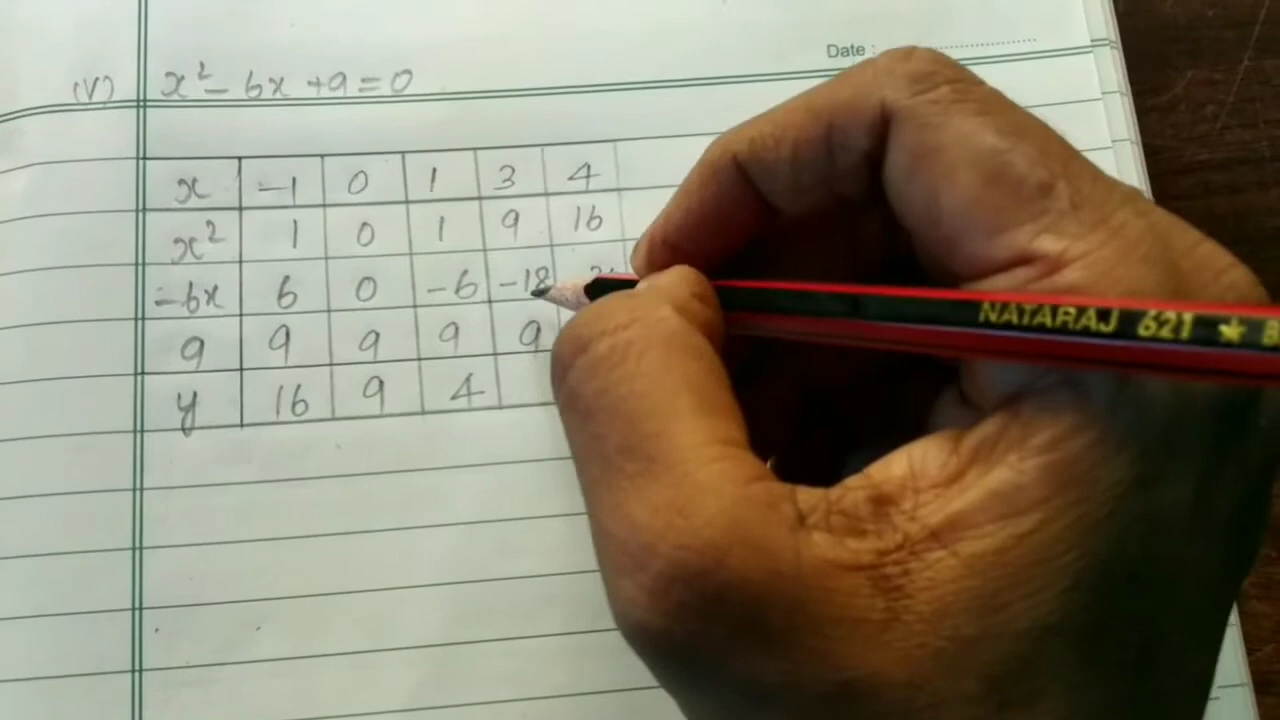 Date :
(V) x² - 6x + 9 = 0
x -1 0 1 3 4
x² 1 0 1 9 16
-6x 6 0 -6 -18
9 9 9 9 9
y 16 9 4
NATARAJ 621 ★ B